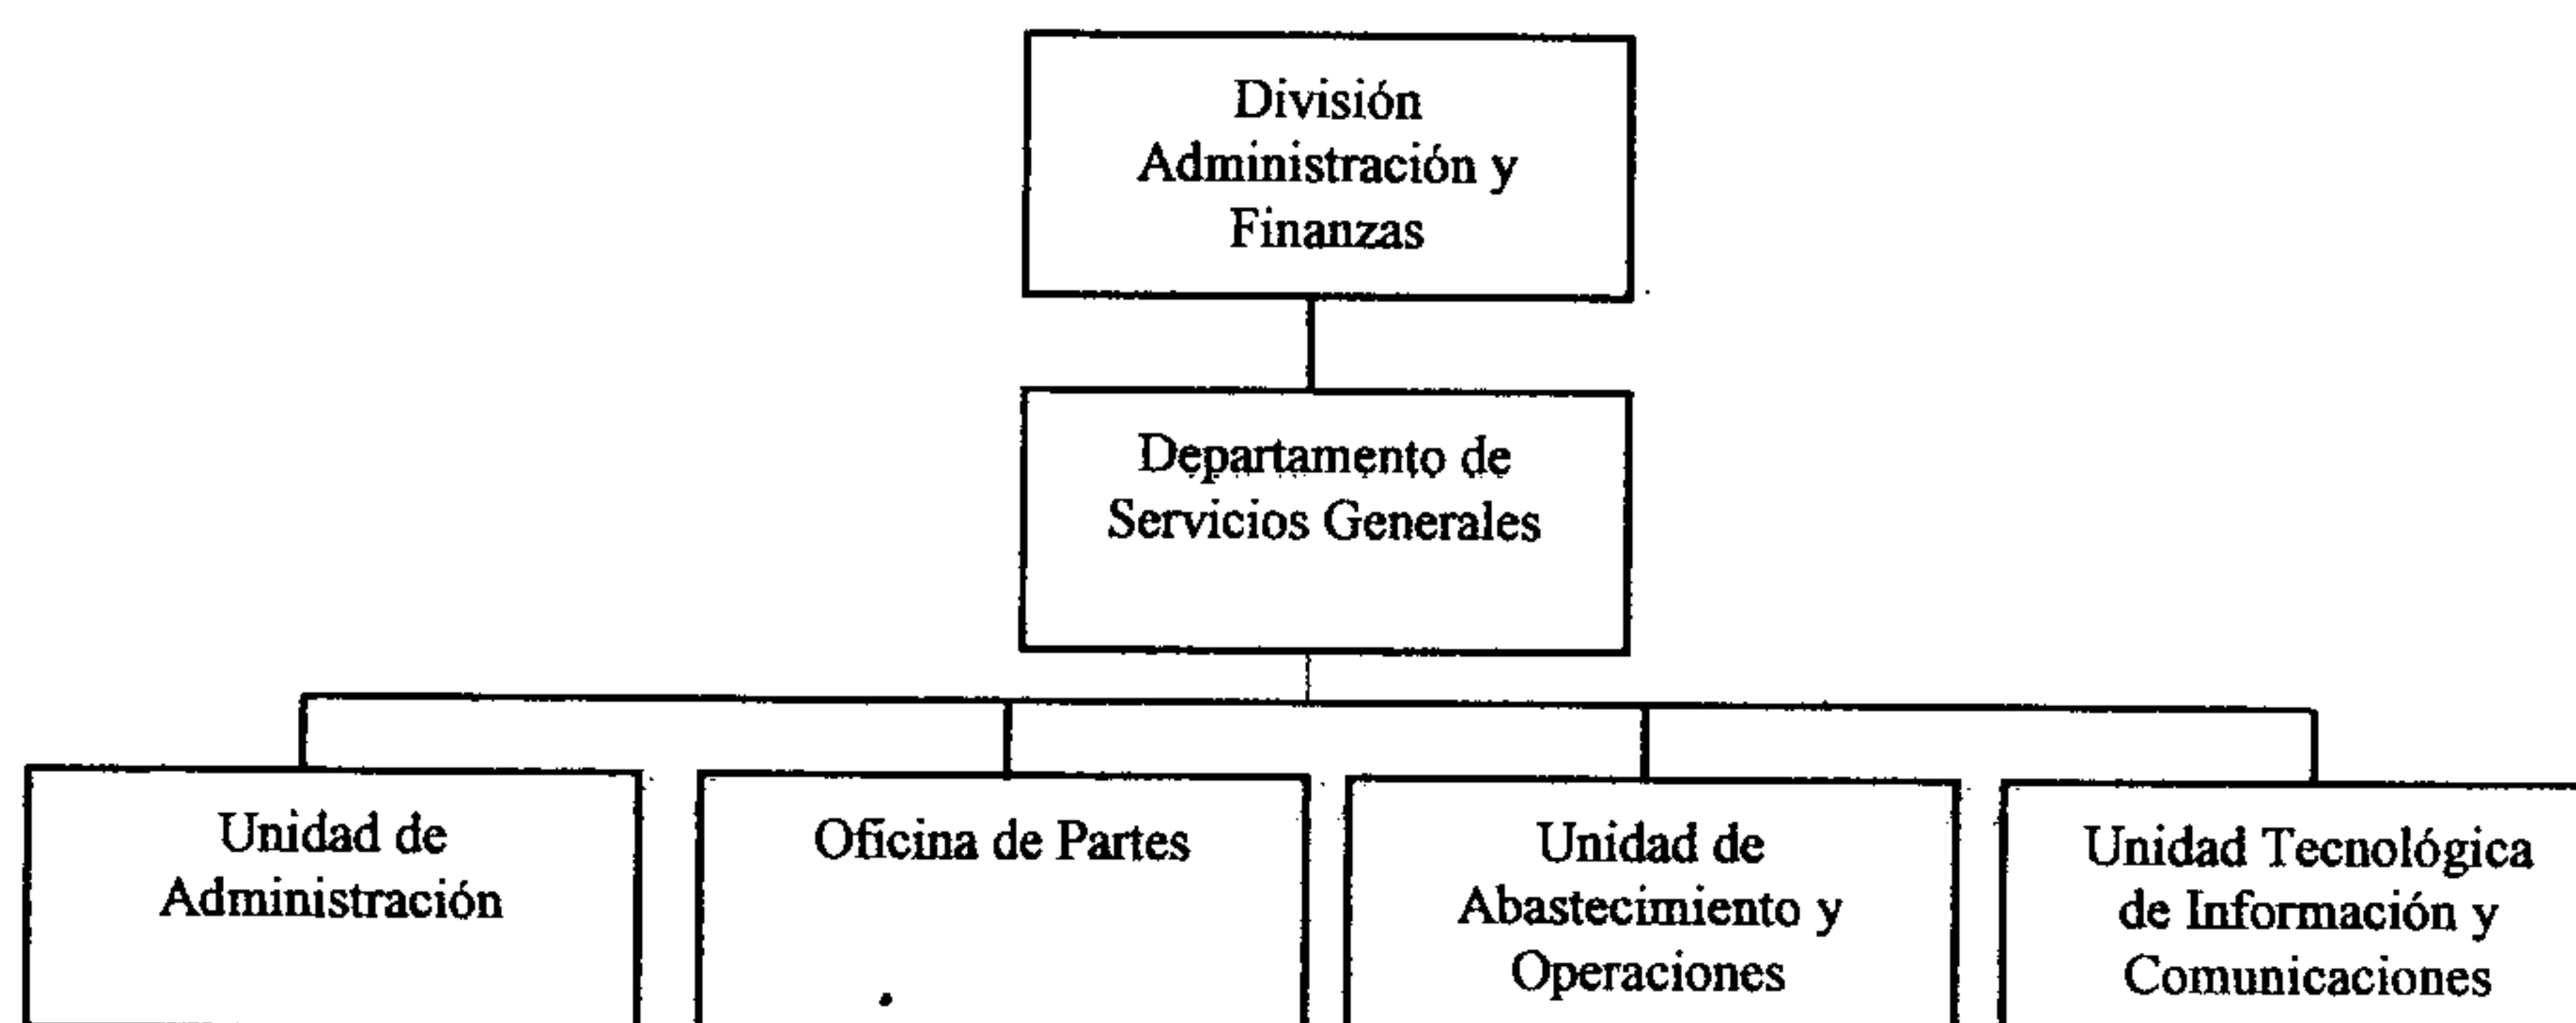 División
Administración y
Finanzas
Departamento de
Servicios Generales
Unidad de
Administración
Oficina de Partes
Unidad de
Abastecimiento y
Operaciones
Unidad Tecnológica
de Información y
Comunicaciones